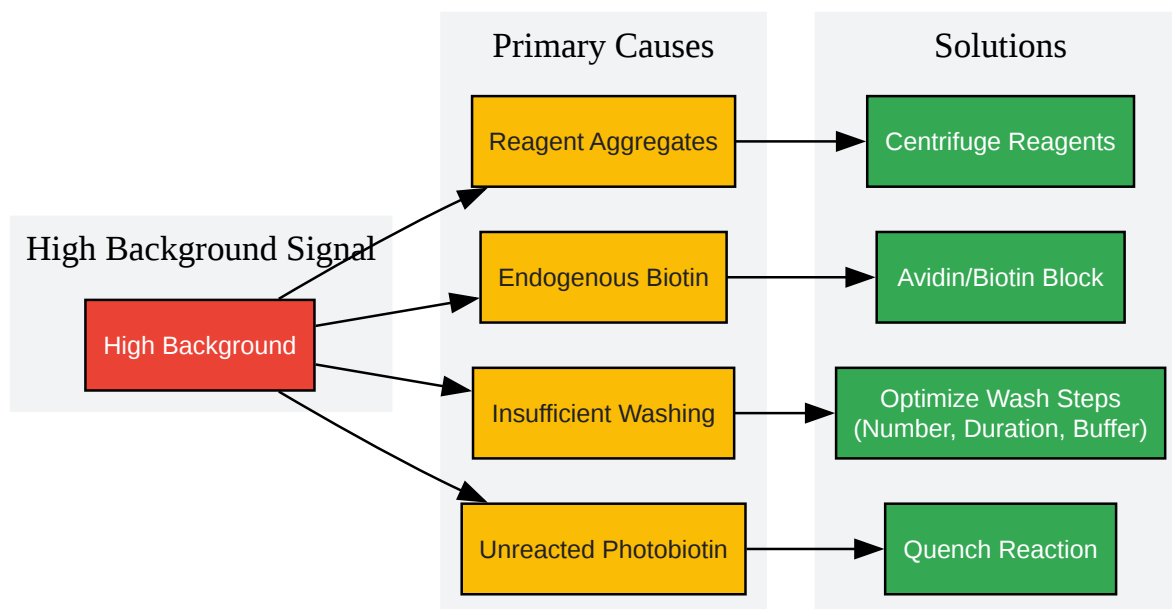 Primary Causes
Solutions
Reagent Aggregates
Centrifuge Reagents
High Background Signal
Endogenous Biotin
Avidin/Biotin Block
High Background
Insufficient Washing
Optimize Wash Steps
(Number, Duration, Buffer)
Unreacted Photobiotin
Quench Reaction